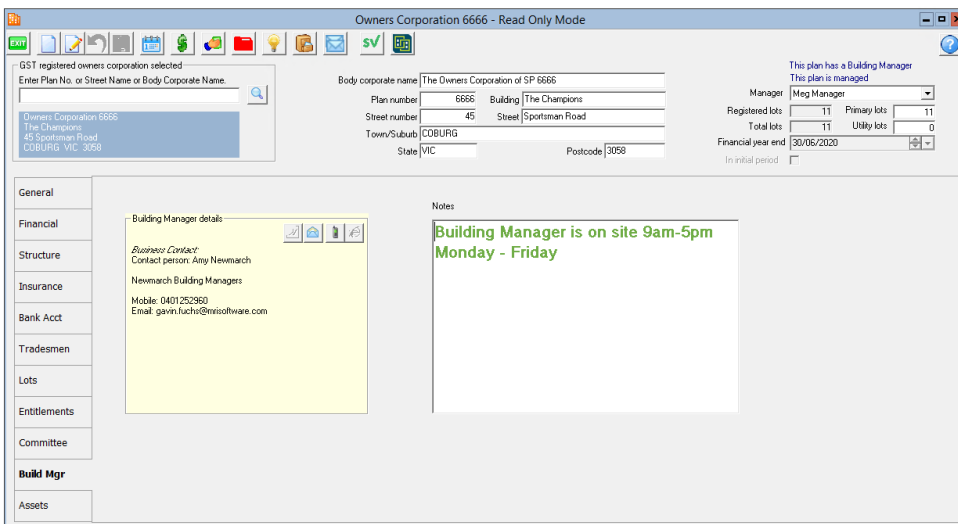 Owners Corporation 6666 - Read Only Mode
EXIT
GST registered owners corporation selected
Enter Plan No. or Street Name or Body Corporate Name.
Owners Corporation 6666
The Champions
45 Sportsman Road
COBURG VIC 3058
Body corporate name The Owners Corporation of SP 6666
Plan number 6666 Building The Champions
Street number 45 Street Sportsman Road
Town/Suburb COBURG
State VIC Postcode 3058
This plan has a Building Manager
This plan is managed
Manager Meg Manager
Registered lots 11 Primary lots 11
Total lots 11 Utility lots 0
Financial year end 30/06/2020
In initial period
General
Financial
Structure
Insurance
Bank Acct
Tradesmen
Lots
Entitlements
Committee
Build Mgr
Assets
Building Manager details
Business Contact:
Contact person: Amy Newmarch
Newmarch Building Managers
Mobile: 0401252960
Email: gavin.fuchs@mrisoftware.com
Notes
Building Manager is on site 9am-5pm
Monday - Friday